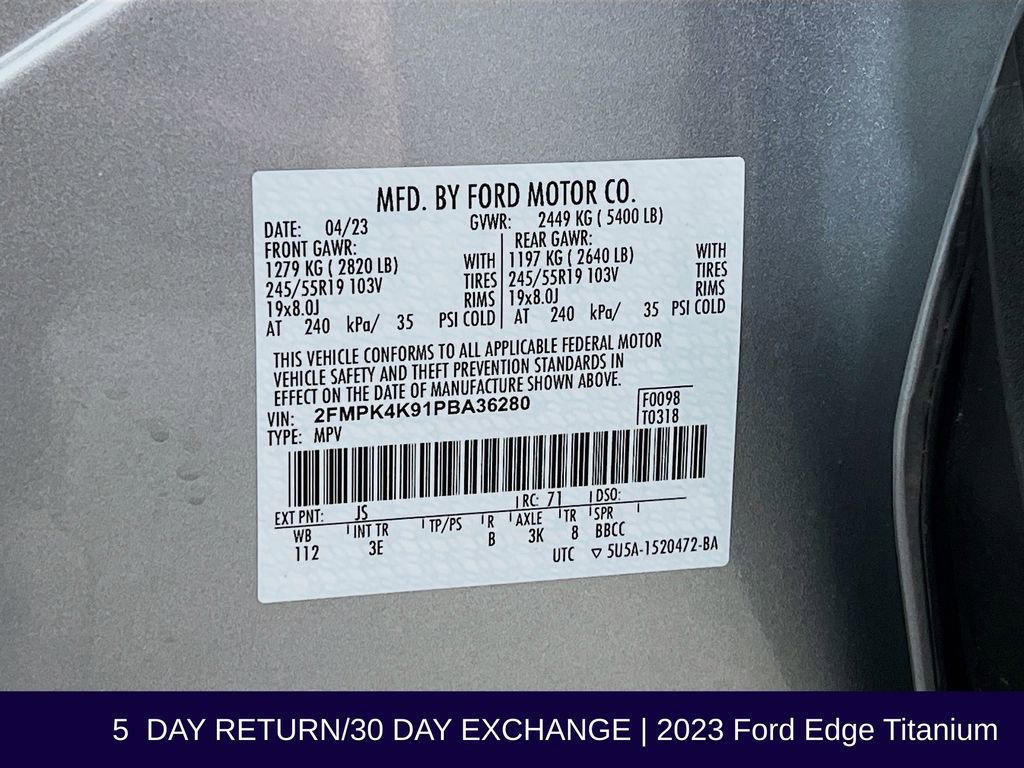 MFD. BY FORD MOTOR CO.
DATE: 04/23 GVWR: 2449 KG ( 5400 LB)
FRONT GAWR: REAR GAWR:
1279 KG ( 2820 LB) WITH 1197 KG ( 2640 LB) WITH
245/55R19 103V TIRES 245/55R19 103V TIRES
19x8.0J RIMS 19x8.0J RIMS
AT 240 kPa/ 35 PSI COLD AT 240 kPa/ 35 PSI COLD
THIS VEHICLE CONFORMS TO ALL APPLICABLE FEDERAL MOTOR
VEHICLE SAFETY AND THEFT PREVENTION STANDARDS IN
EFFECT ON THE DATE OF MANUFACTURE SHOWN ABOVE.
VIN: 2FMPK4K91PBA36280 F0098
TYPE: MPV T0318
EXT PNT: JS RC: 71 DSO:
WB INT TR TP/PS R AXLE TR SPR
112 3E B 3K 8 BBCC
UTC ▽ 5U5A-1520472-BA
5 DAY RETURN/30 DAY EXCHANGE | 2023 Ford Edge Titanium